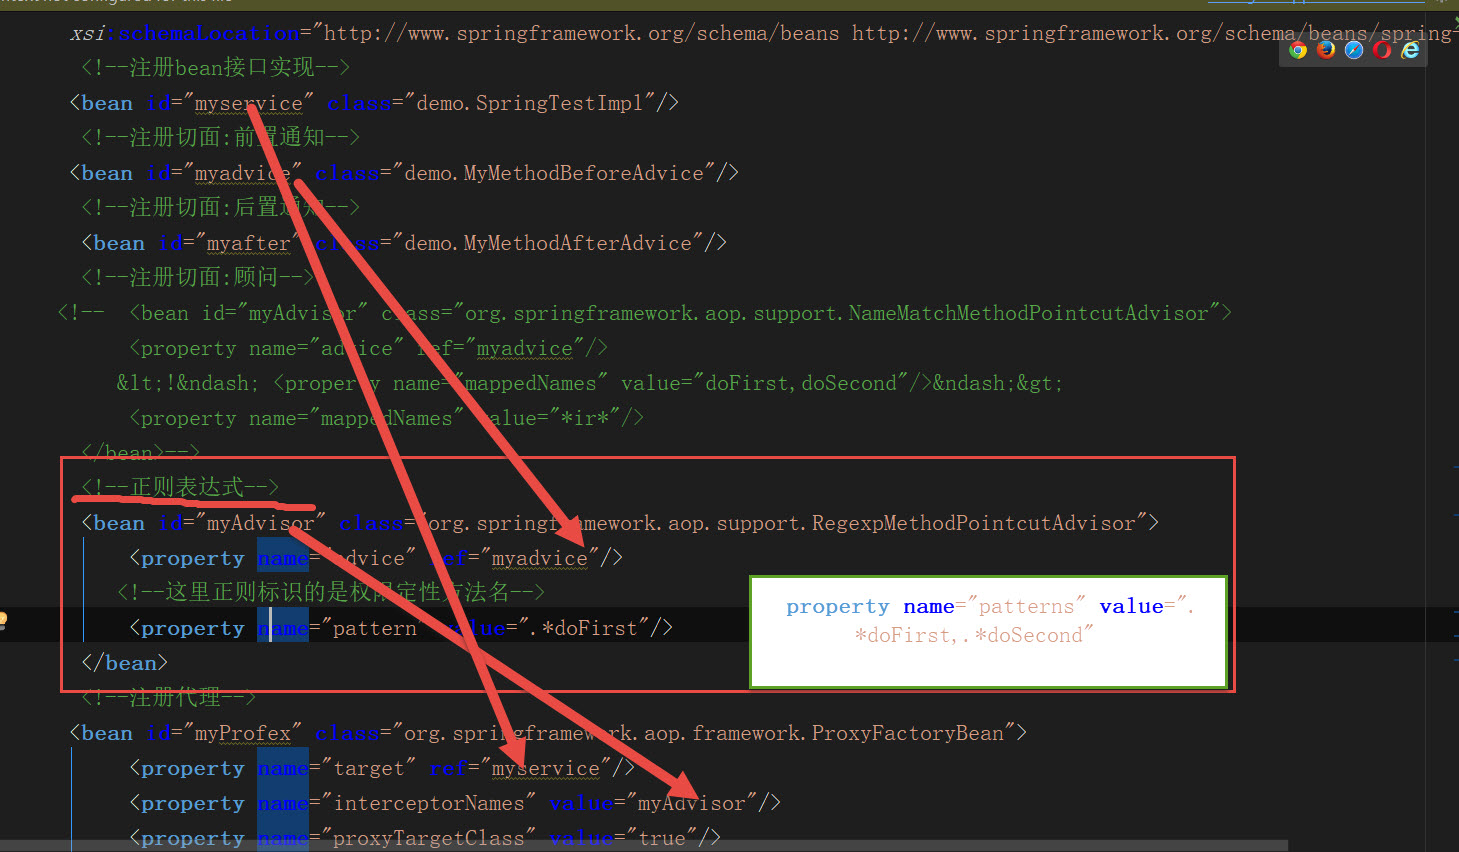 xsi:schemaLocation="http://www.springframework.org/schema/beans http://www.springframework.org/schema/beans/spring-
<!--注册bean接口实现-->
<bean id="myservice" class="demo.SpringTestImpl"/>
<!--注册切面:前置通知-->
<bean id="myadvice" class="demo.MyMethodBeforeAdvice"/>
<!--注册切面:后置通知-->
<bean id="myafter" class="demo.MyMethodAfterAdvice"/>
<!--注册切面:顾问-->
<!-- <bean id="myAdvisor" class="org.springframework.aop.support.NameMatchMethodPointcutAdvisor">
<property name="advice" ref="myadvice"/>
&lt;!&ndash; <property name="mappedNames" value="doFirst,doSecond"/>&ndash;&gt;
<property name="mappedNames" value="*ir*"/>
</bean>-->
<!--正则表达式-->
<bean id="myAdvisor" class="org.springframework.aop.support.RegexpMethodPointcutAdvisor">
<property name="advice" ref="myadvice"/>
<!--这里正则标识的是权限定性方法名-->
<property name="pattern" value=".*doFirst"/>
property name="patterns" value=".
*doFirst,.*doSecond"
</bean>
<!--注册代理-->
<bean id="myProfex" class="org.springframework.aop.framework.ProxyFactoryBean">
<property name="target" ref="myservice"/>
<property name="interceptorNames" value="myAdvisor"/>
<property name="proxyTargetClass" value="true"/>